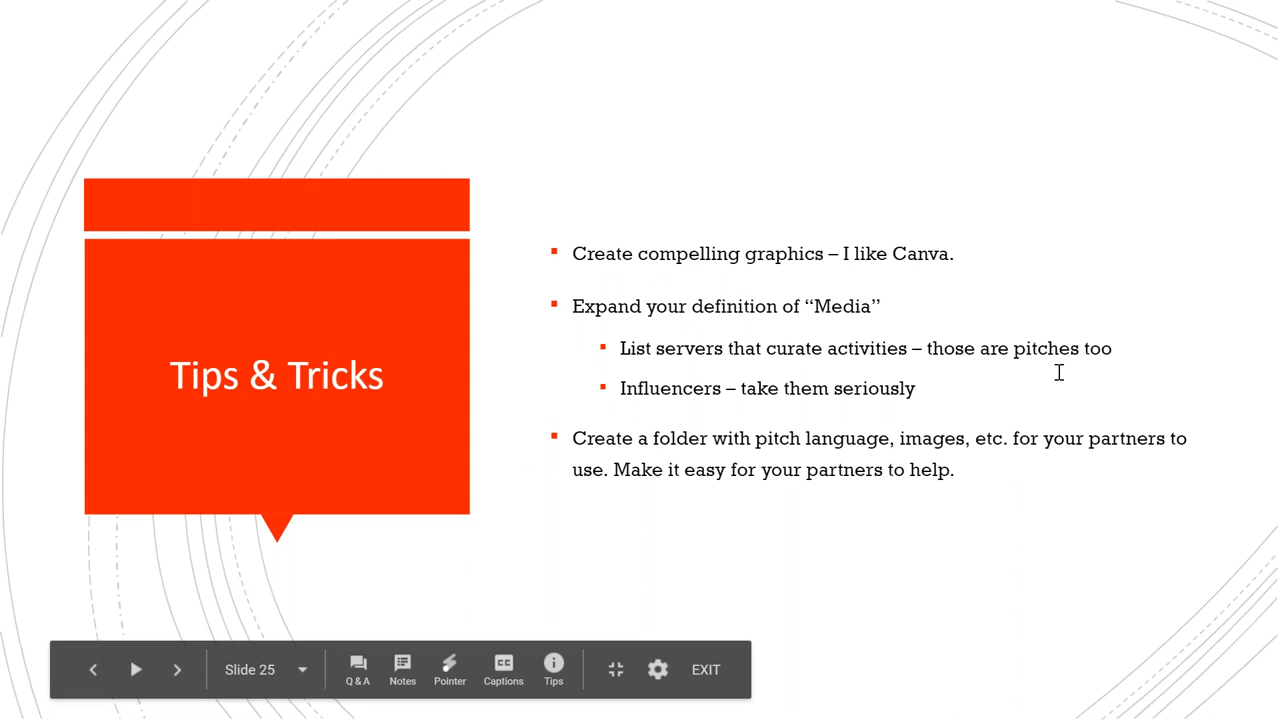 Tips & Tricks
Create compelling graphics – I like Canva.
Expand your definition of “Media”
List servers that curate activities – those are pitches too
Influencers – take them seriously
Create a folder with pitch language, images, etc. for your partners to
use. Make it easy for your partners to help.
Slide 25
Q & A
Notes
Pointer
CC
Captions
Tips
EXIT